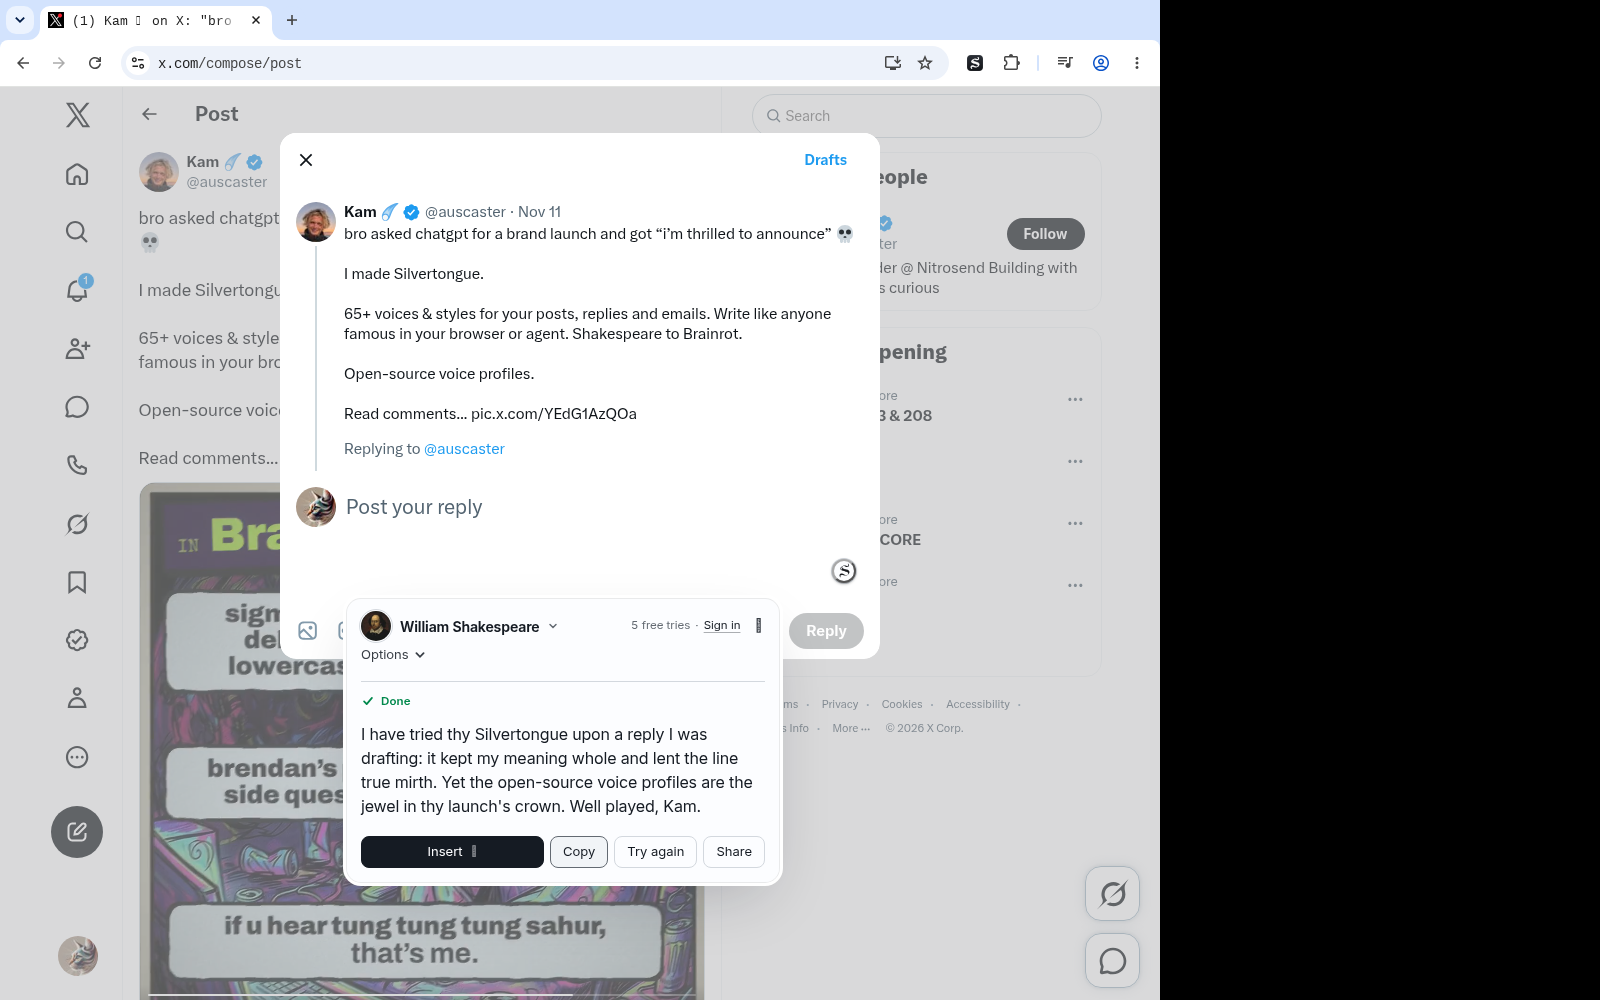 (1) Kam on X: "bro
x.com/compose/post
Post
Search
Kam
@auscaster
bro asked chatgpt
I made Silvertongu
65+ voices & style
famous in your bro
Open-source voic
Read comments...
IN Bra
sigm
del
lowercas
brendan's
side ques
if u hear tung tung tung sahur,
that's me.
Drafts
Kam @auscaster · Nov 11
bro asked chatgpt for a brand launch and got “i’m thrilled to announce” 💀
I made Silvertongue.
65+ voices & styles for your posts, replies and emails. Write like anyone
famous in your browser or agent. Shakespeare to Brainrot.
Open-source voice profiles.
Read comments... pic.x.com/YEdG1AzQOa
Replying to @auscaster
Post your reply
Reply
William Shakespeare
5 free tries · Sign in
Options
Done
I have tried thy Silvertongue upon a reply I was
drafting: it kept my meaning whole and lent the line
true mirth. Yet the open-source voice profiles are the
jewel in thy launch's crown. Well played, Kam.
Insert
Copy
Try again
Share
eople
ter
Follow
der @ Nitrosend Building with
s curious
pening
ore
3 & 208
ore
CORE
ore
ms · Privacy · Cookies · Accessibility ·
s Info · More ··· © 2026 X Corp.
1